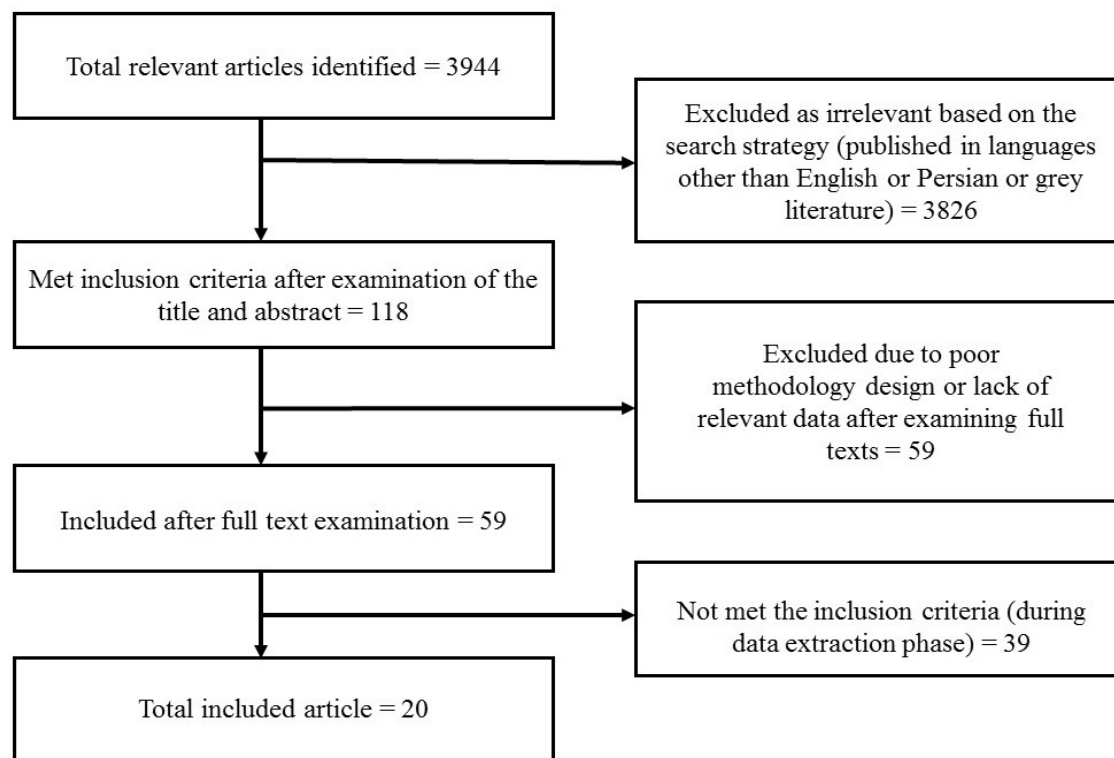 Total relevant articles identified = 3944
Excluded as irrelevant based on the
search strategy (published in languages
other than English or Persian or grey
literature) = 3826
Met inclusion criteria after examination of the
title and abstract = 118
Excluded due to poor
methodology design or lack of
relevant data after examining full
texts = 59
Included after full text examination = 59
Not met the inclusion criteria (during
data extraction phase) = 39
Total included article = 20